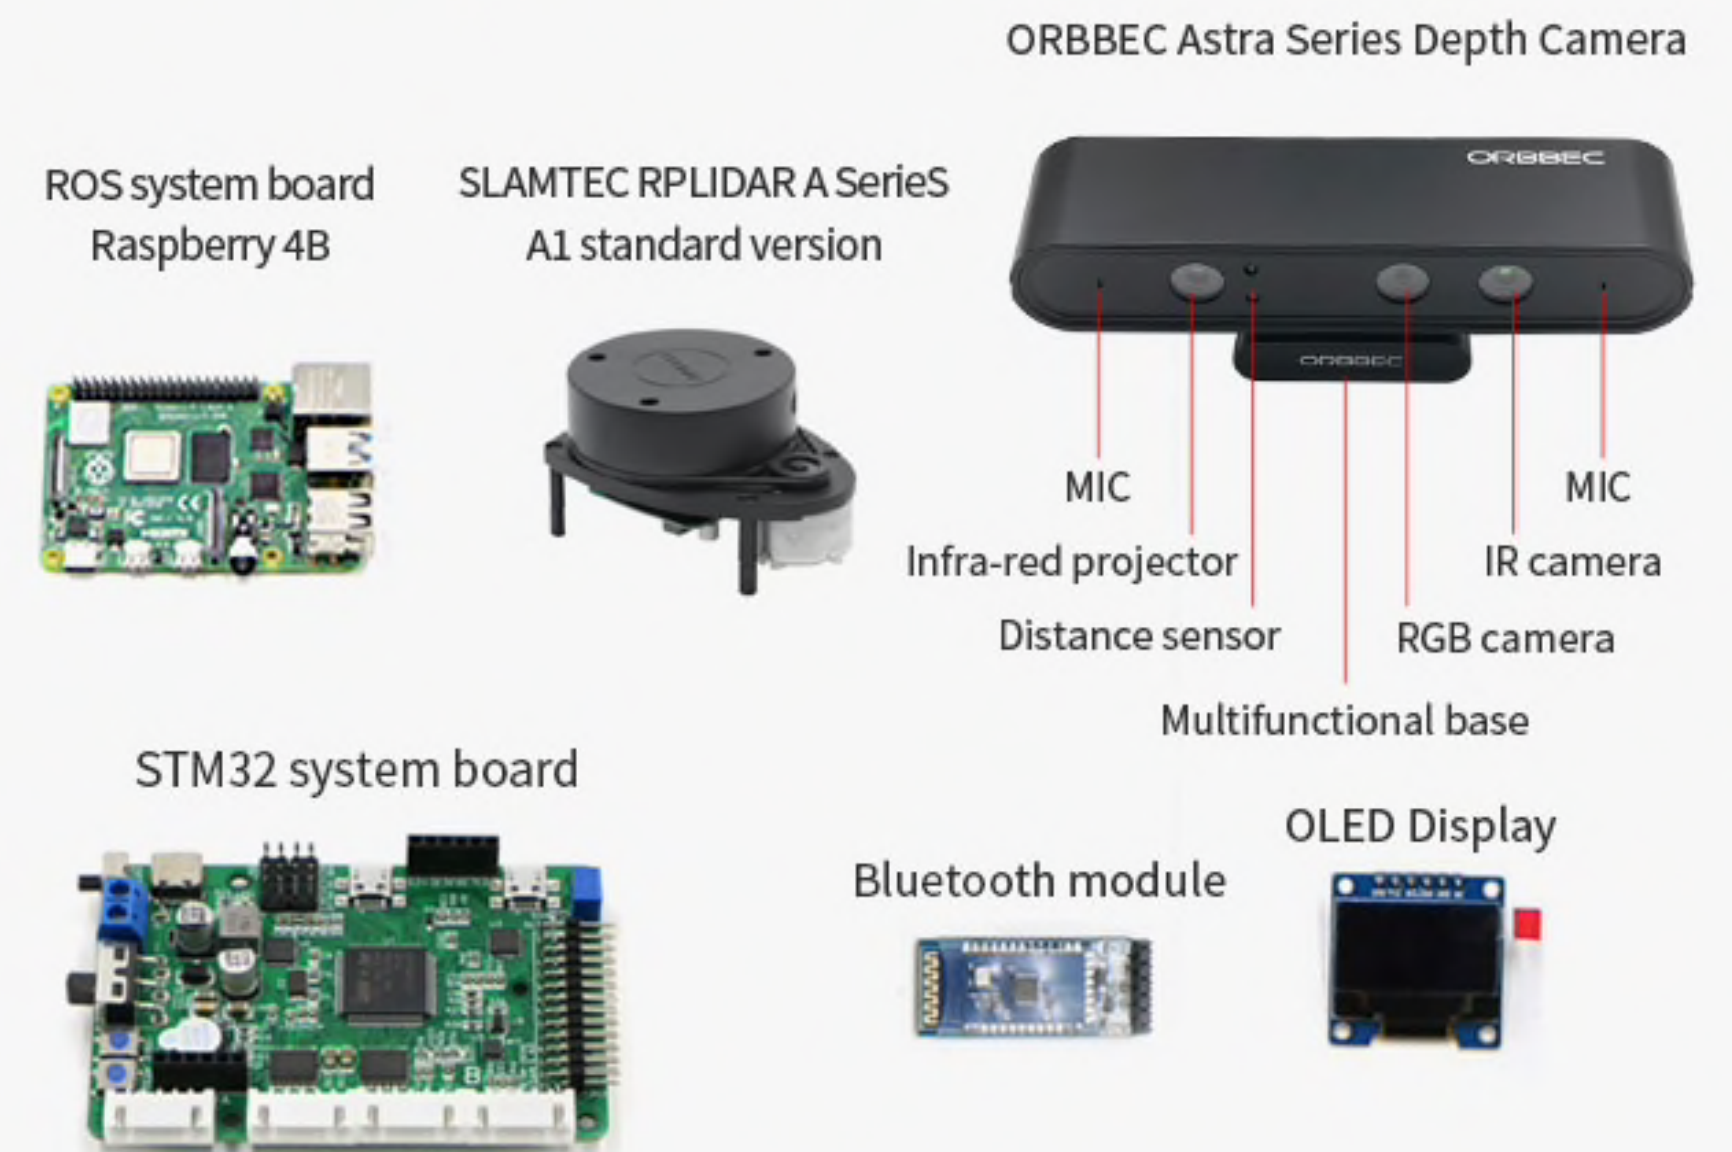 ORBBEC Astra Series Depth Camera
ROS system board
Raspberry 4B
SLAMTEC RPLIDAR A SerieS
A1 standard version
ORBBEC
ORBBEC
MIC
MIC
Infra-red projector
IR camera
Distance sensor
RGB camera
Multifunctional base
STM32 system board
OLED Display
Bluetooth module